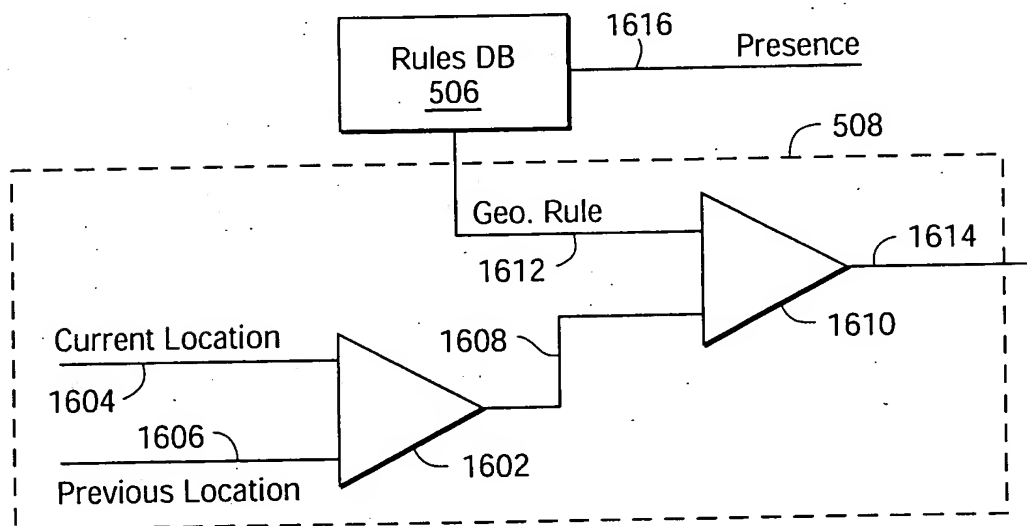 1616
Rules DB
506
Presence
508
Geo. Rule
1612
1614
1610
Current Location
1604
1608
1606
1602
Previous Location